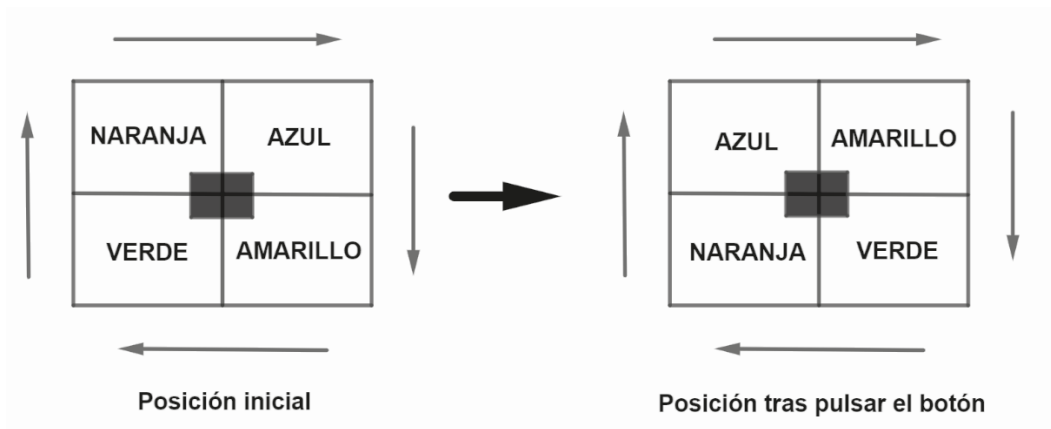 NARANJA AZUL
VERDE AMARILLO
Posición inicial
AZUL AMARILLO
NARANJA VERDE
Posición tras pulsar el botón